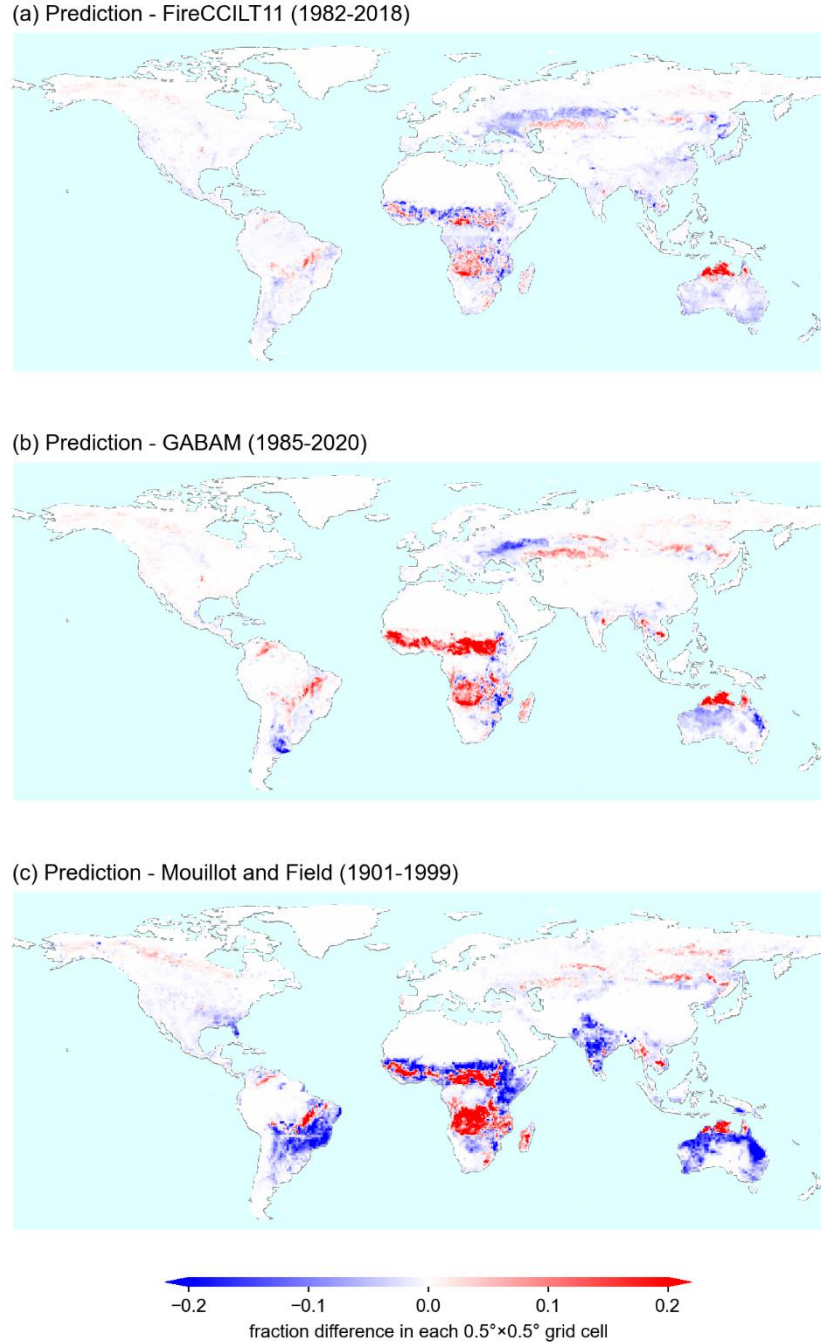 (a) Prediction - FireCCILT11 (1982-2018)
(b) Prediction - GABAM (1985-2020)
(c) Prediction - Mouillot and Field (1901-1999)
−0.2 −0.1 0.0 0.1 0.2
fraction difference in each 0.5°×0.5° grid cell